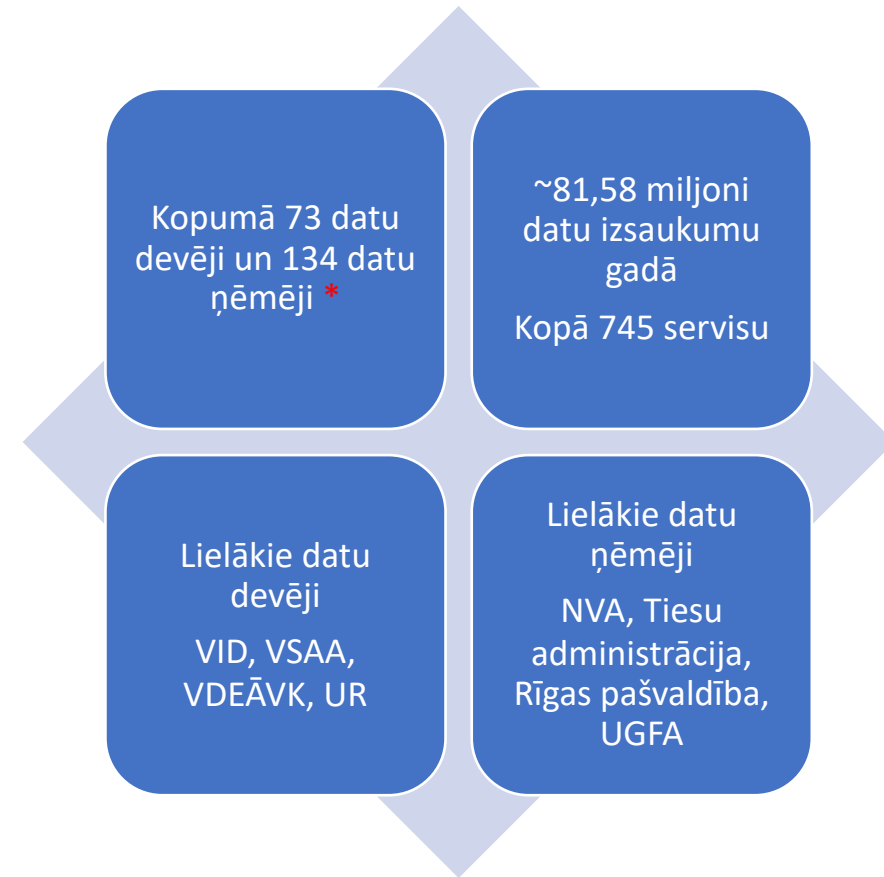 Kopumā 73 datu
devēji un 134 datu
ņēmēji *
~81,58 miljoni
datu izsaukumu
gadā
Kopā 745 servisu
Lielākie datu
devēji
VID, VSAA,
VDEĀVK, UR
Lielākie datu
ņēmēji
NVA, Tiesu
administrācija,
Rīgas pašvaldība,
UGFA